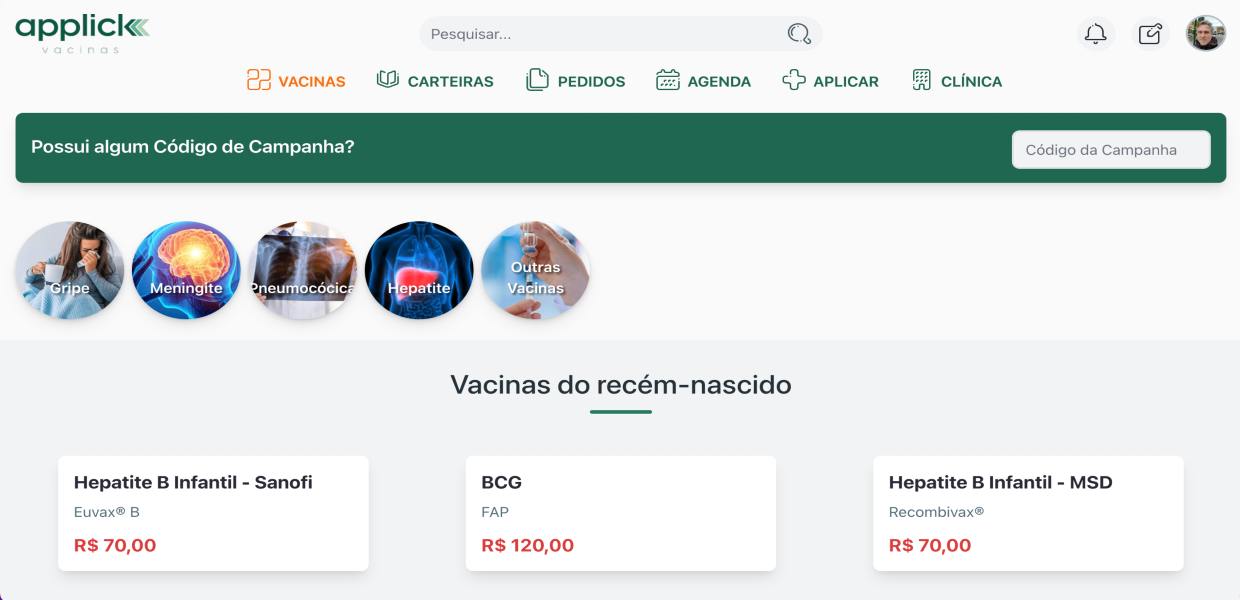 applick
vacinas
Pesquisar...
VACINAS
CARTEIRAS
PEDIDOS
AGENDA
APLICAR
CLÍNICA
Possui algum Código de Campanha?
Código da Campanha
Gripe
Meningite
Pneumocócica
Hepatite
Outras
Vacinas
Vacinas do recém-nascido
Hepatite B Infantil - Sanofi
Euvax® B
R$ 70,00
BCG
FAP
R$ 120,00
Hepatite B Infantil - MSD
Recombivax®
R$ 70,00